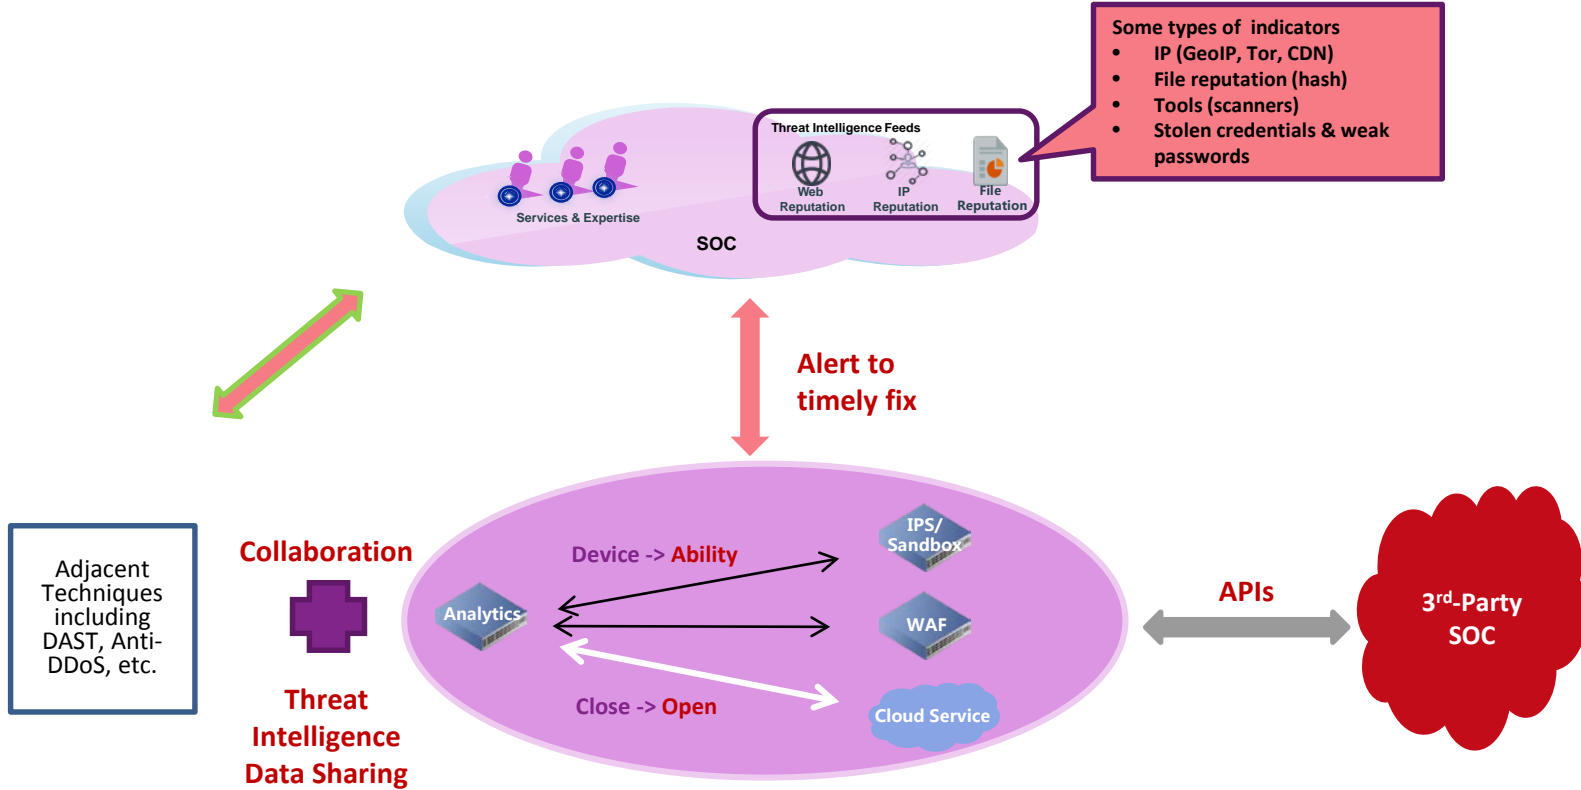 Some types of indicators
• IP (GeoIP, Tor, CDN)
• File reputation (hash)
• Tools (scanners)
• Stolen credentials & weak
passwords
Threat Intelligence Feeds
Web
Reputation
IP
Reputation
File
Reputation
Services & Expertise
SOC
Alert to
timely fix
Adjacent
Techniques
including
DAST, Anti-
DDoS, etc.
Collaboration
Threat
Intelligence
Data Sharing
Analytics
Device -> Ability
Close -> Open
IPS/
Sandbox
WAF
Cloud Service
APIs
3rd-Party
SOC